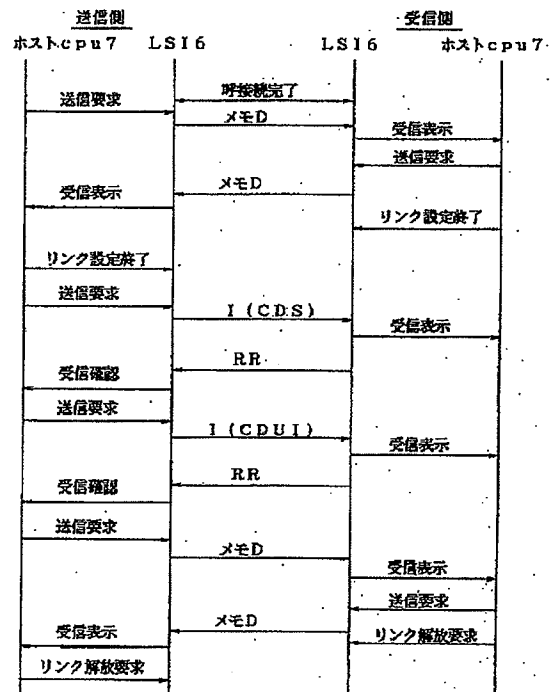 送信側 受信側
ホストcpu7 LSI6 LSI6 ホストcpu7
呼接続完了
送信要求
メモD
受信表示
送信要求
メモD
受信表示
リンク設定終了
リンク設定終了
送信要求
I(CDS)
受信表示
RR
受信確認
送信要求
I(CDUI)
受信表示
RR
受信確認
送信要求
メモD
受信表示
送信要求
メモD
受信表示
リンク解放要求
リンク解放要求